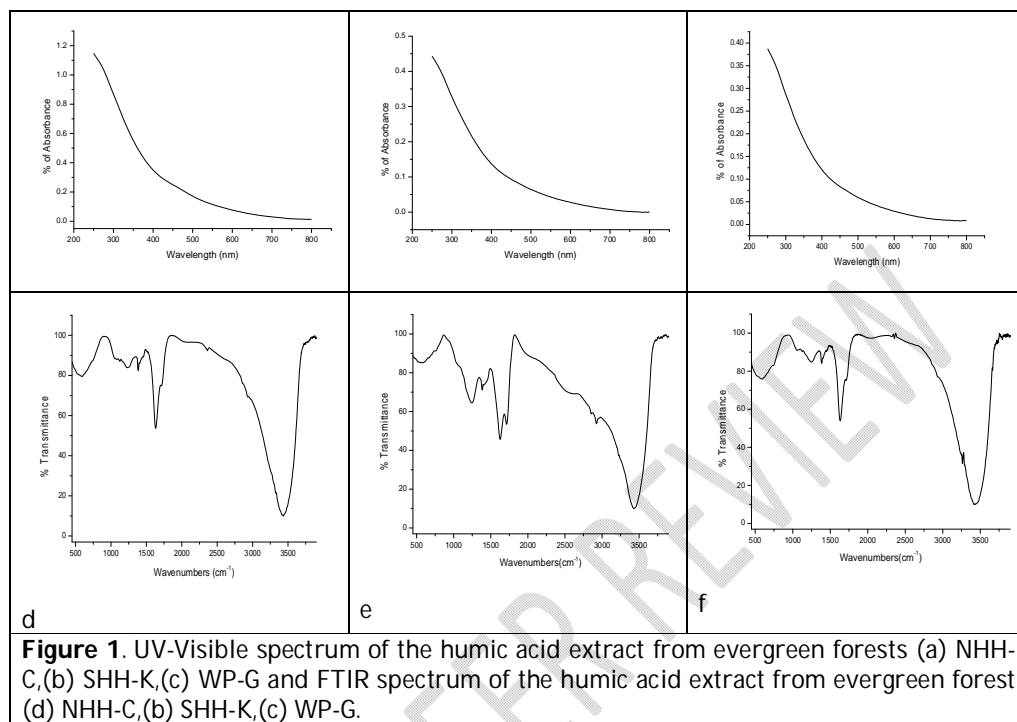 1.2
1.0
0.8
0.6
0.4
0.2
0.0
% of Absorbance
200 300 400 500 600 700 800
Wavelength (nm)
0.5
0.4
0.3
0.2
0.1
0.0
% of Absorbance
200 300 400 500 600 700 800
Wavelength (nm)
0.40
0.35
0.30
0.25
0.20
0.15
0.10
0.05
0.00
% of Absorbance
200 300 400 500 600 700 800
Wavelength (nm)
100
80
60
40
20
0
% Transmittance
500 1000 1500 2000 2500 3000 3500
Wavenumbers (cm⁻¹)
d
100
80
60
40
20
0
% Transmittance
500 1000 1500 2000 2500 3000 3500
Wavenumbers(cm⁻¹)
e
100
80
60
40
20
0
% Transmittance
500 1000 1500 2000 2500 3000 3500
Wavenumbers(cm⁻¹)
f
Figure 1. UV-Visible spectrum of the humic acid extract from evergreen forests (a) NHH-
C,(b) SHH-K,(c) WP-G and FTIR spectrum of the humic acid extract from evergreen forest
(d) NHH-C,(b) SHH-K,(c) WP-G.
ER REVIEW